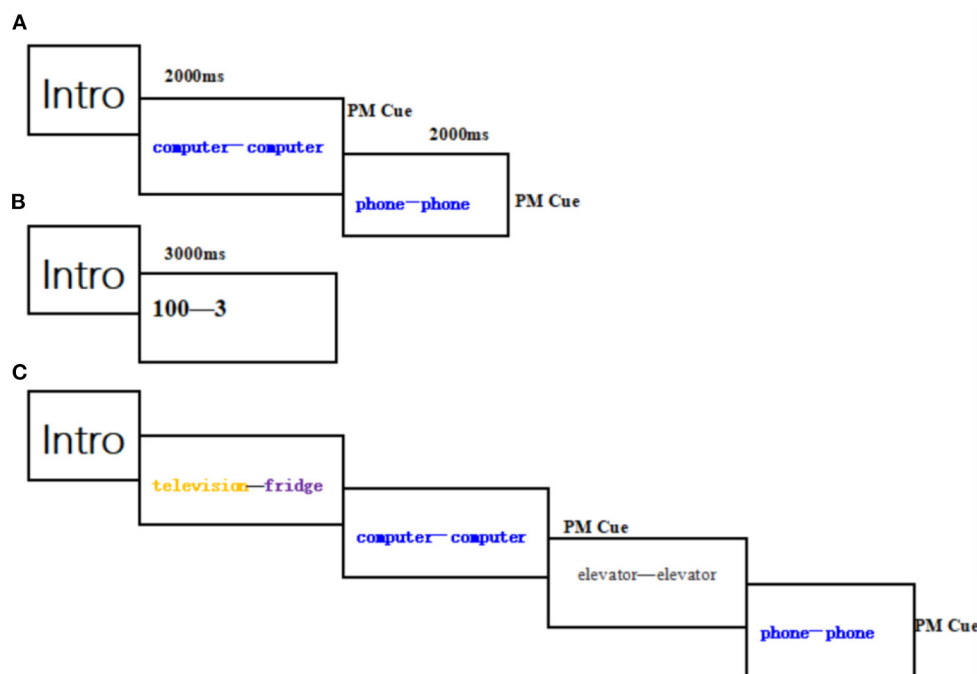 A
Intro
2000ms
PM Cue
computer—computer
2000ms
phone—phone
PM Cue
B
Intro
3000ms
100—3
C
Intro
television—fridge
computer—computer
PM Cue
elevator—elevator
phone—phone
PM Cue